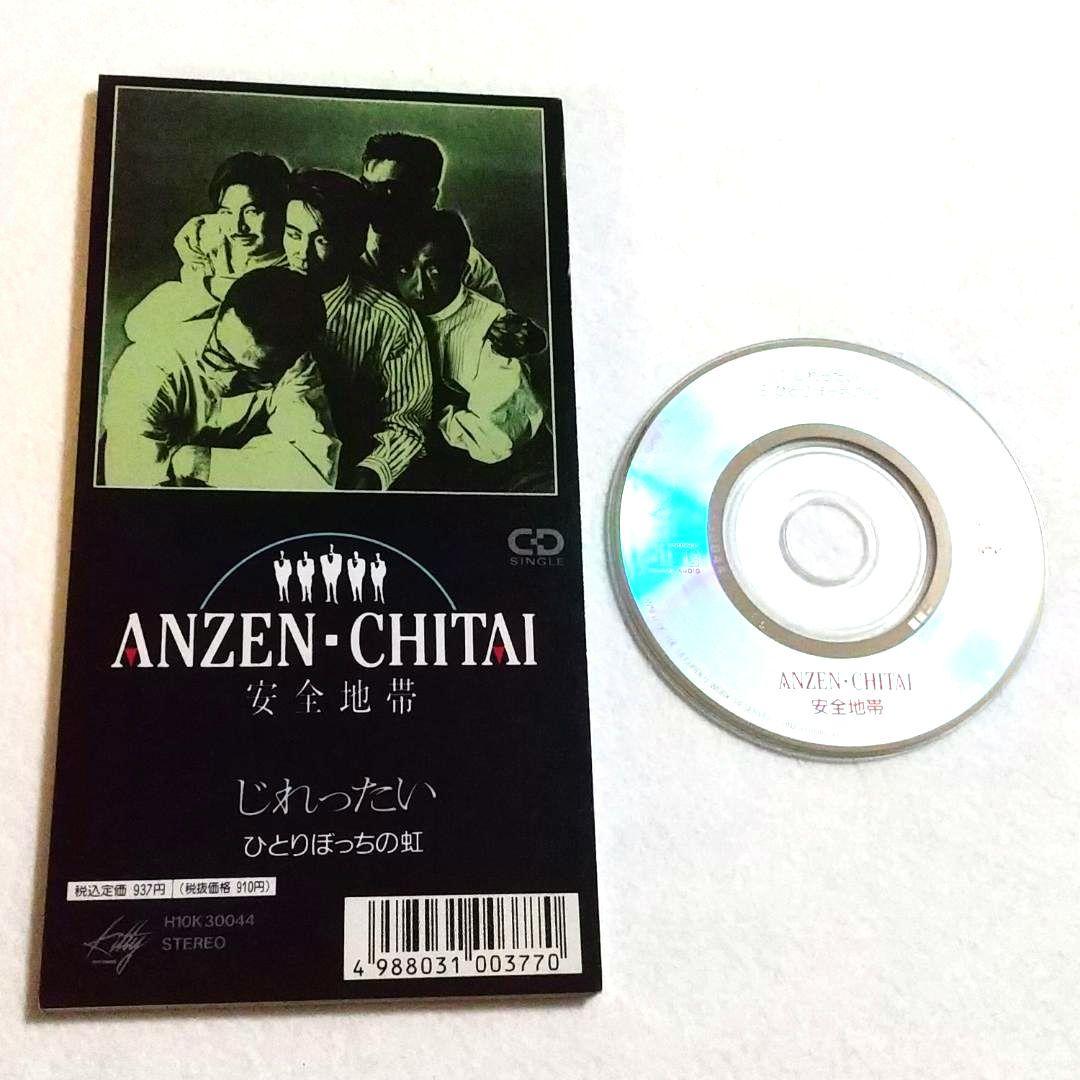 CD
SINGLE
ANZEN・CHITAI
安全地帯
じれったい
ひとりぼっちの虹
税込定価 937円 (税抜価格 910円)
Kitty
H10K 30044
STEREO
4 988031 003770
ANZEN・CHITAI
安全地帯